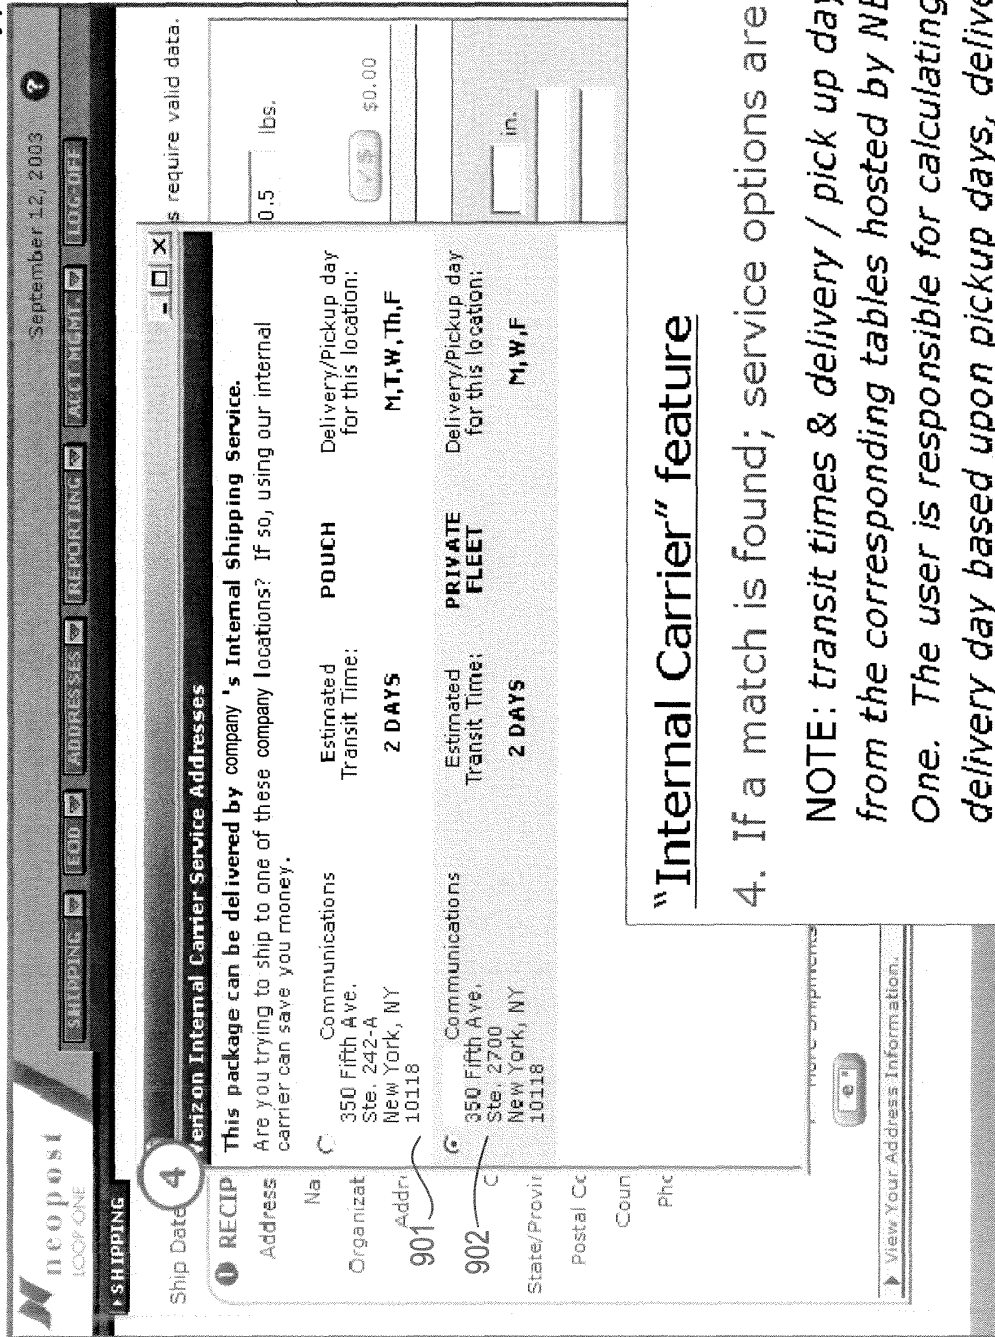 neopost
LOOP ONE
September 12, 2003 ?
SHIPPING EOD ADDRESSES REPORTING ACCT MGMT. LOG-OFF
SHIPPING
Ship Date
s require valid data.
4
erizon Internal Carrier Service Addresses
This package can be delivered by company 's Internal Shipping Service.
Are you trying to ship to one of these company locations? If so, using our internal
carrier can save you money.
Communications
350 Fifth Ave.
Ste. 242-A
New York, NY
10118
Estimated
Transit Time:
2 DAYS
POUCH
Delivery/Pickup day
for this location:
M,T,W,Th,F
Communications
350 Fifth Ave.
Ste. 2700
New York, NY
10118
Estimated
Transit Time:
2 DAYS
PRIVATE
FLEET
Delivery/Pickup day
for this location:
M,W,F
1 RECIP
Address
Na
Organizat
Addr
901
C
902
State/Provin
Postal Cc
Coun
Phc
0.5 lbs.
✓ $ $0.00
in.
View Your Address Information.
"Internal Carrier" feature
4. If a match is found; service options are
NOTE: transit times & delivery / pick up day
from the corresponding tables hosted by NE
One. The user is responsible for calculating
delivery day based upon pickup days, delive